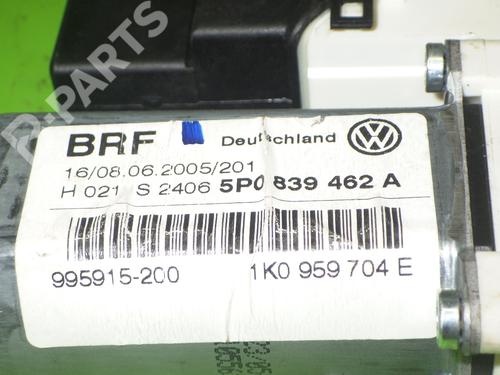 B-PARTS
BRF Deutschland
16/08.06.2005/201
H 021 S 2406 5P0 839 462 A
995915-200 1K0 959 704 E